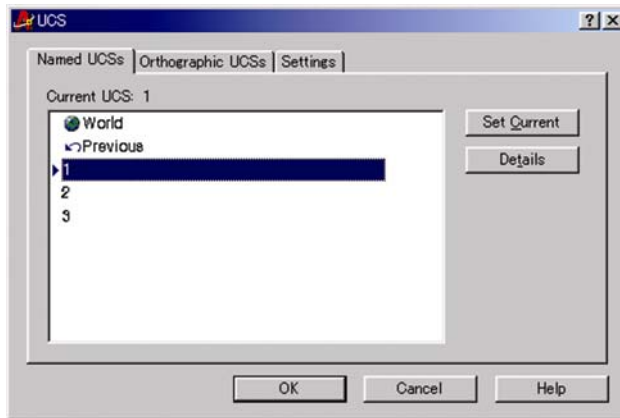 UCS
Named UCSs Orthographic UCSs Settings
Current UCS: 1
World
Previous
1
2
3
Set Current
Details
OK Cancel Help